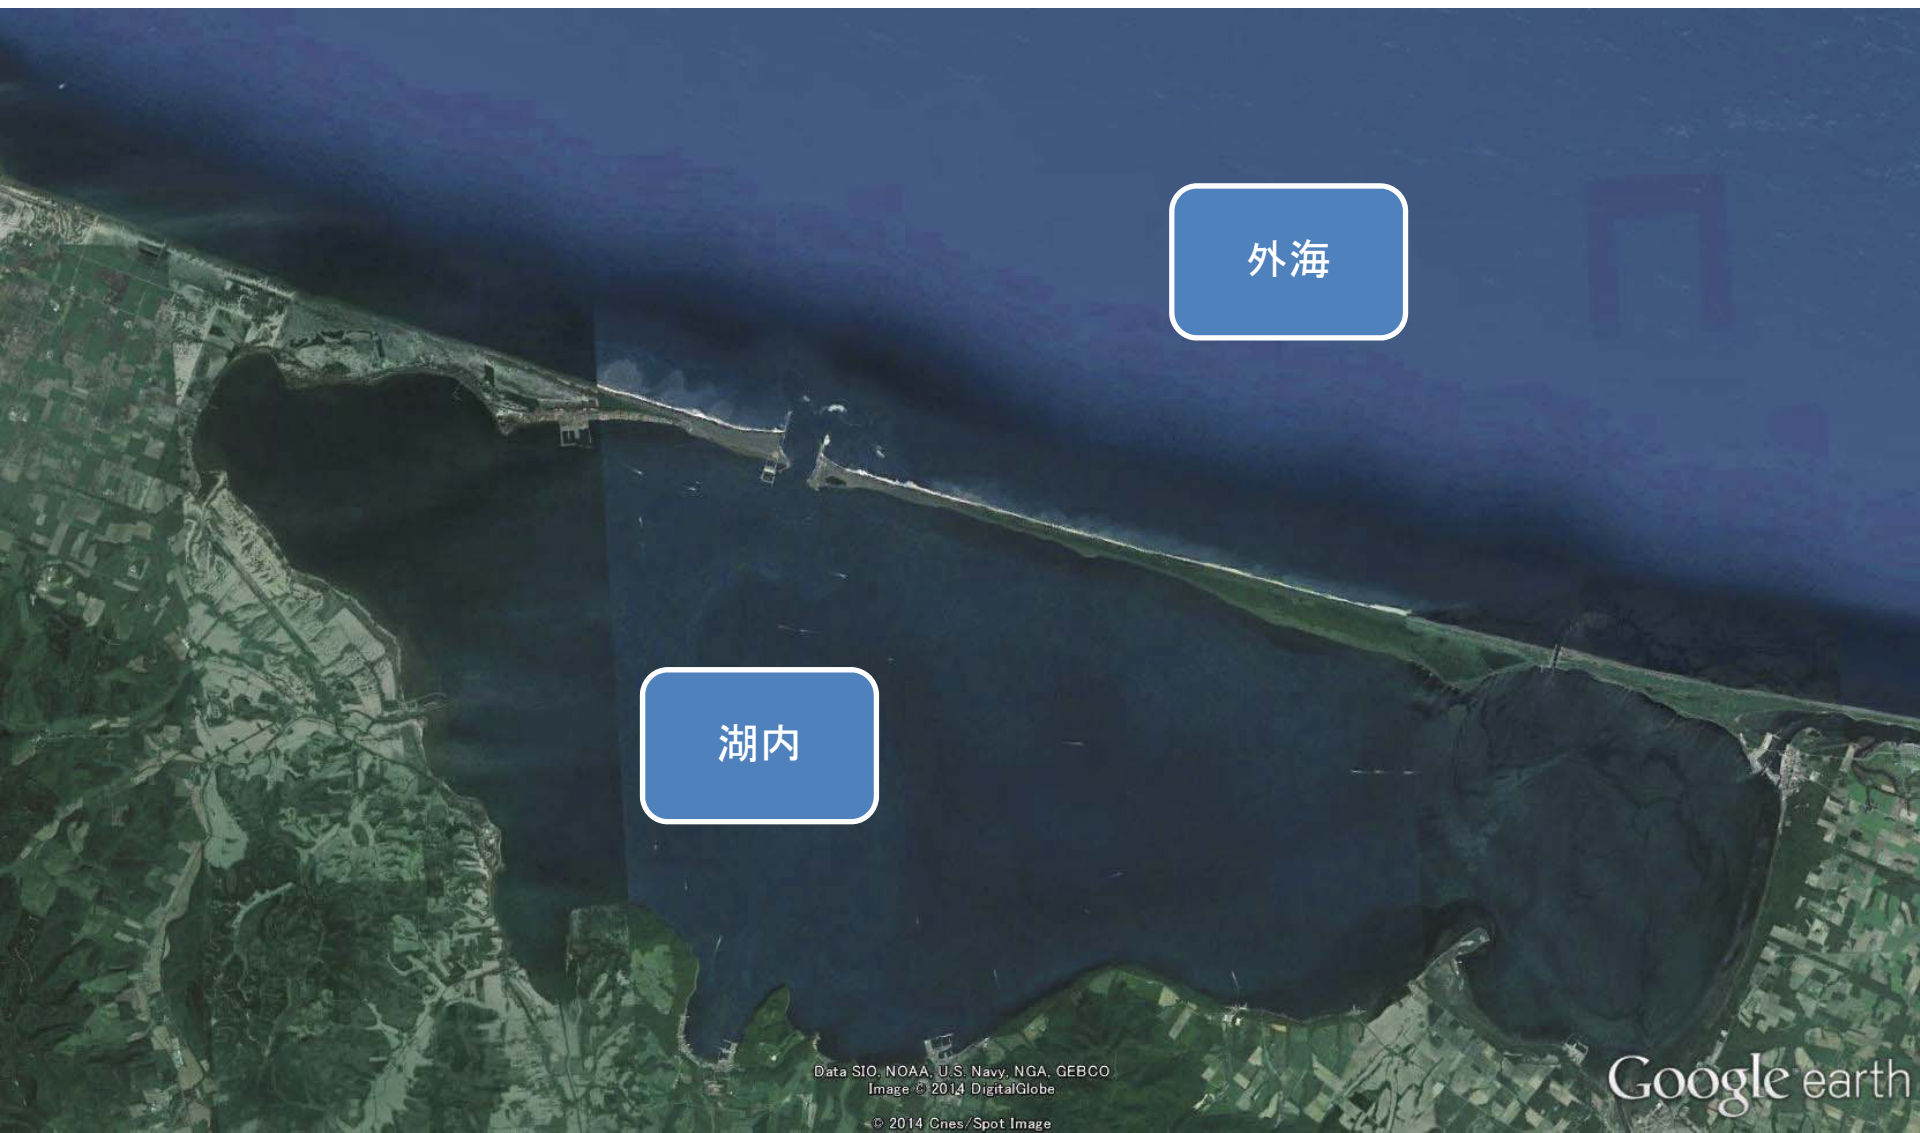 外海
湖内
Data SIO, NOAA, U.S. Navy, NGA, GEBCO
Image © 2014 DigitalGlobe
© 2014 Cnes/Spot Image
Google earth